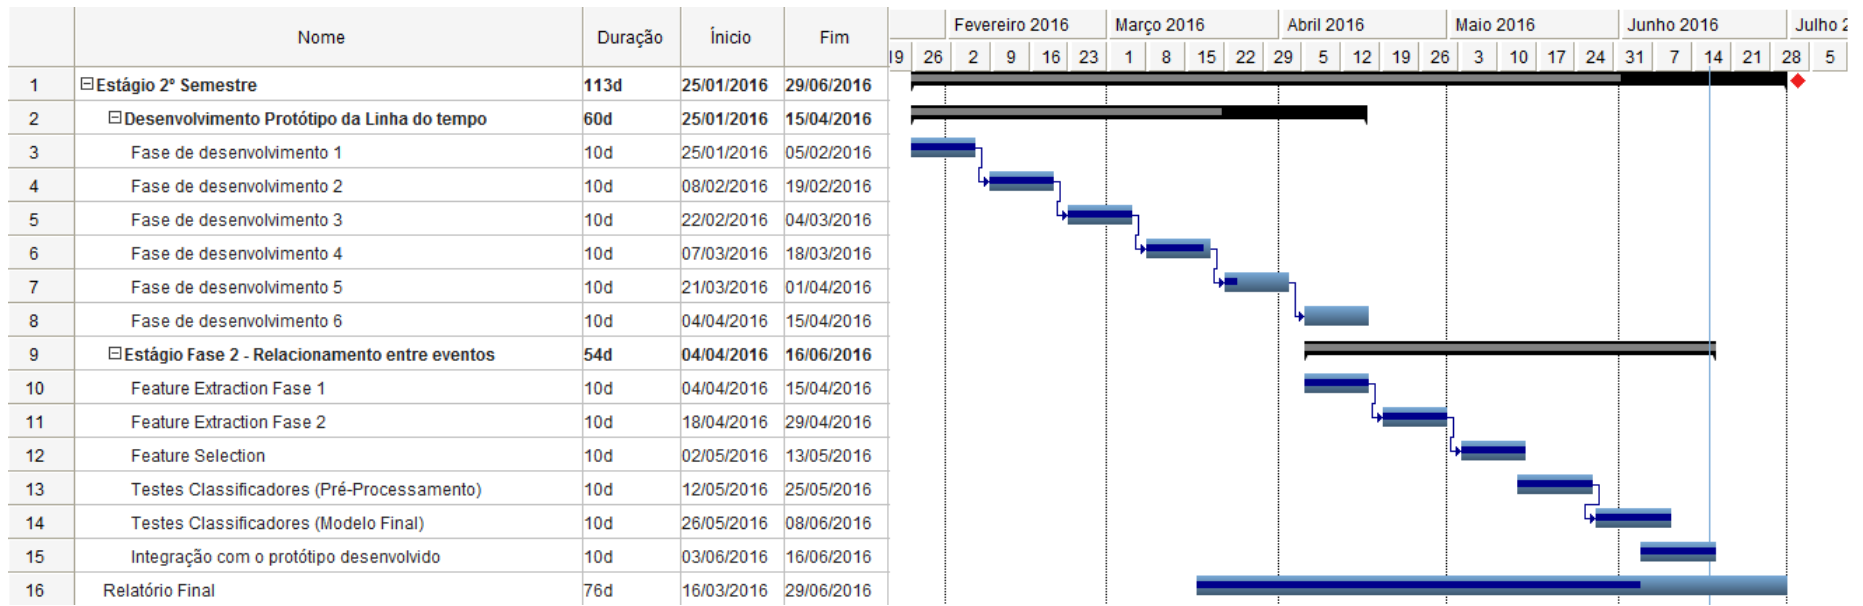 Nome Duração Ínicio Fim
Fevereiro 2016 Março 2016 Abril 2016 Maio 2016 Junho 2016 Julho 2
19 26 2 9 16 23 1 8 15 22 29 5 12 19 26 3 10 17 24 31 7 14 21 28 5
1 Estágio 2º Semestre 113d 25/01/2016 29/06/2016
2 Desenvolvimento Protótipo da Linha do tempo 60d 25/01/2016 15/04/2016
3 Fase de desenvolvimento 1 10d 25/01/2016 05/02/2016
4 Fase de desenvolvimento 2 10d 08/02/2016 19/02/2016
5 Fase de desenvolvimento 3 10d 22/02/2016 04/03/2016
6 Fase de desenvolvimento 4 10d 07/03/2016 18/03/2016
7 Fase de desenvolvimento 5 10d 21/03/2016 01/04/2016
8 Fase de desenvolvimento 6 10d 04/04/2016 15/04/2016
9 Estágio Fase 2 - Relacionamento entre eventos 54d 04/04/2016 16/06/2016
10 Feature Extraction Fase 1 10d 04/04/2016 15/04/2016
11 Feature Extraction Fase 2 10d 18/04/2016 29/04/2016
12 Feature Selection 10d 02/05/2016 13/05/2016
13 Testes Classificadores (Pré-Processamento) 10d 12/05/2016 25/05/2016
14 Testes Classificadores (Modelo Final) 10d 26/05/2016 08/06/2016
15 Integração com o protótipo desenvolvido 10d 03/06/2016 16/06/2016
16 Relatório Final 76d 16/03/2016 29/06/2016